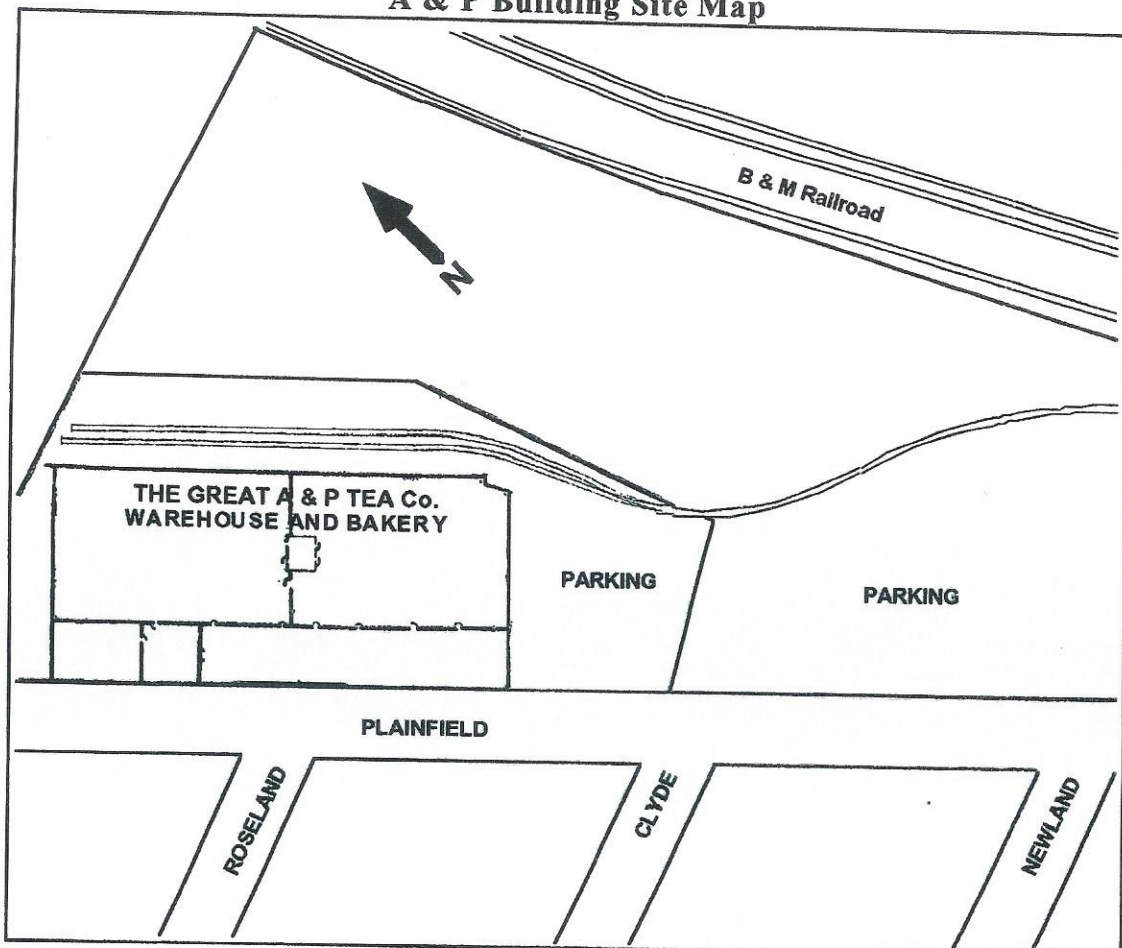 A & P Building Site Map
B & M Railroad
N
THE GREAT A & P TEA Co.
WAREHOUSE AND BAKERY
PARKING
PARKING
PLAINFIELD
ROSELAND
CLYDE
NEWLAND